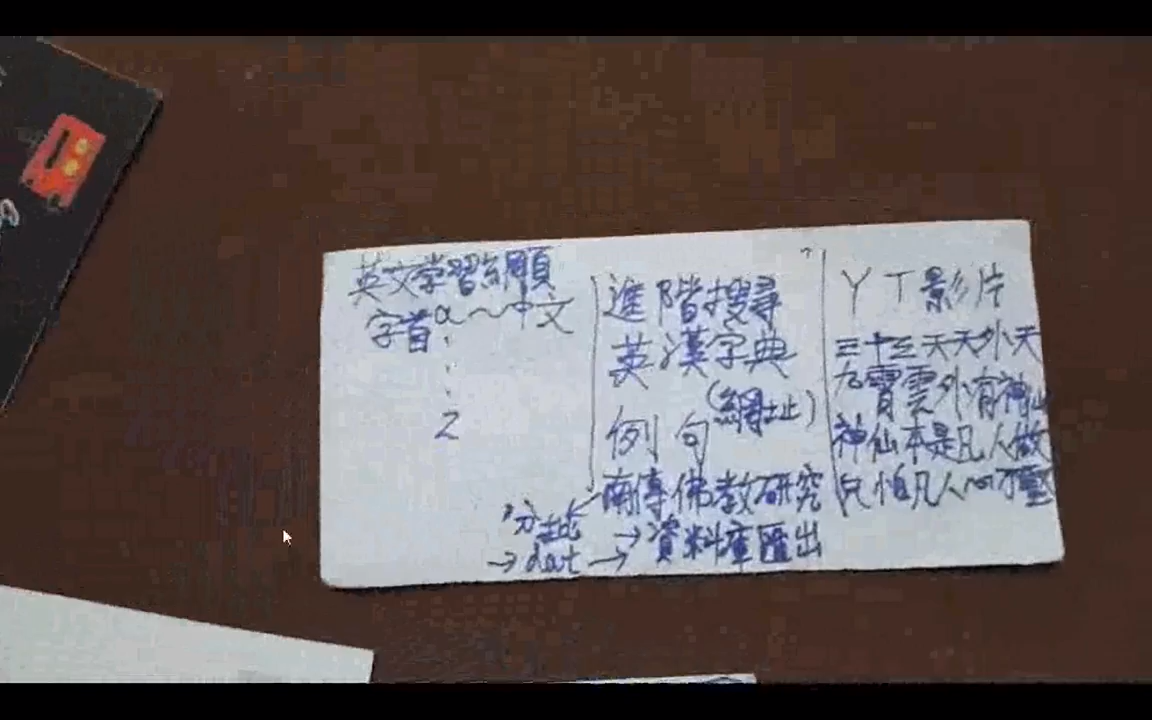 英文學習網頁
字首a～中文
z
進階搜尋
英漢字典
(網址)
例句
南傳佛教研究
→資料庫匯出
→dat→
YT影片
三十三天天外天
九霄雲外有神仙
神仙本是凡人做
只怕凡人心不堅